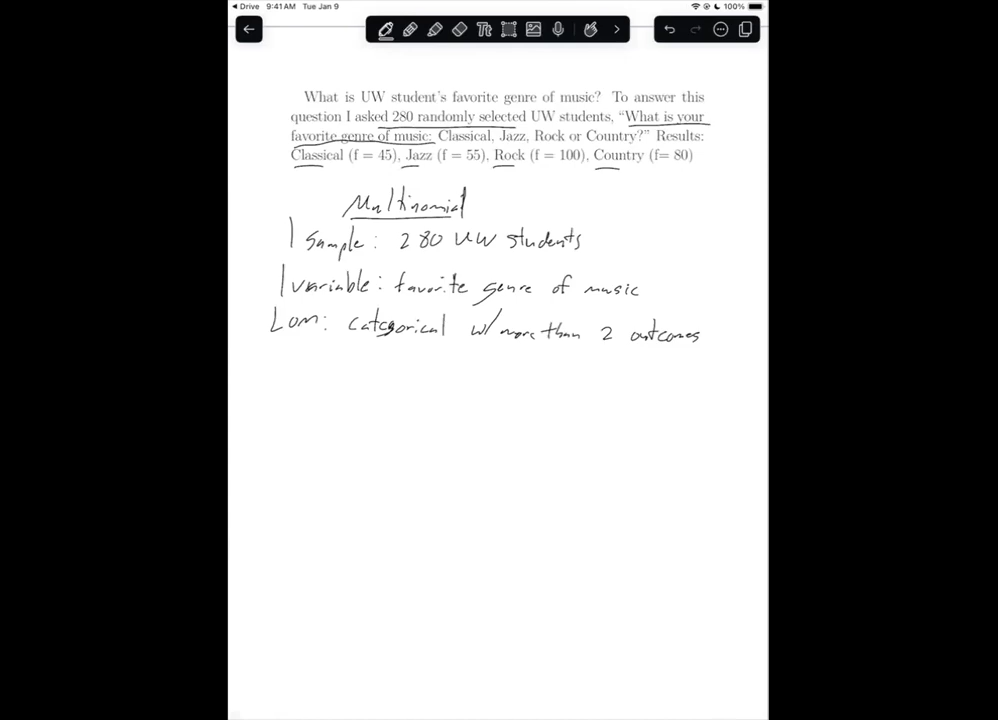 Drive 9:41 AM Tue Jan 9 100%
Tt
What is UW student's favorite genre of music? To answer this
question I asked 280 randomly selected UW students, "What is your
favorite genre of music: Classical, Jazz, Rock or Country?" Results:
Classical (f = 45), Jazz (f = 55), Rock (f = 100), Country (f= 80)
Multinomial
1 Sample: 280 UW students
1 variable: favorite genre of music
LOM: categorical w/ more than 2 outcomes